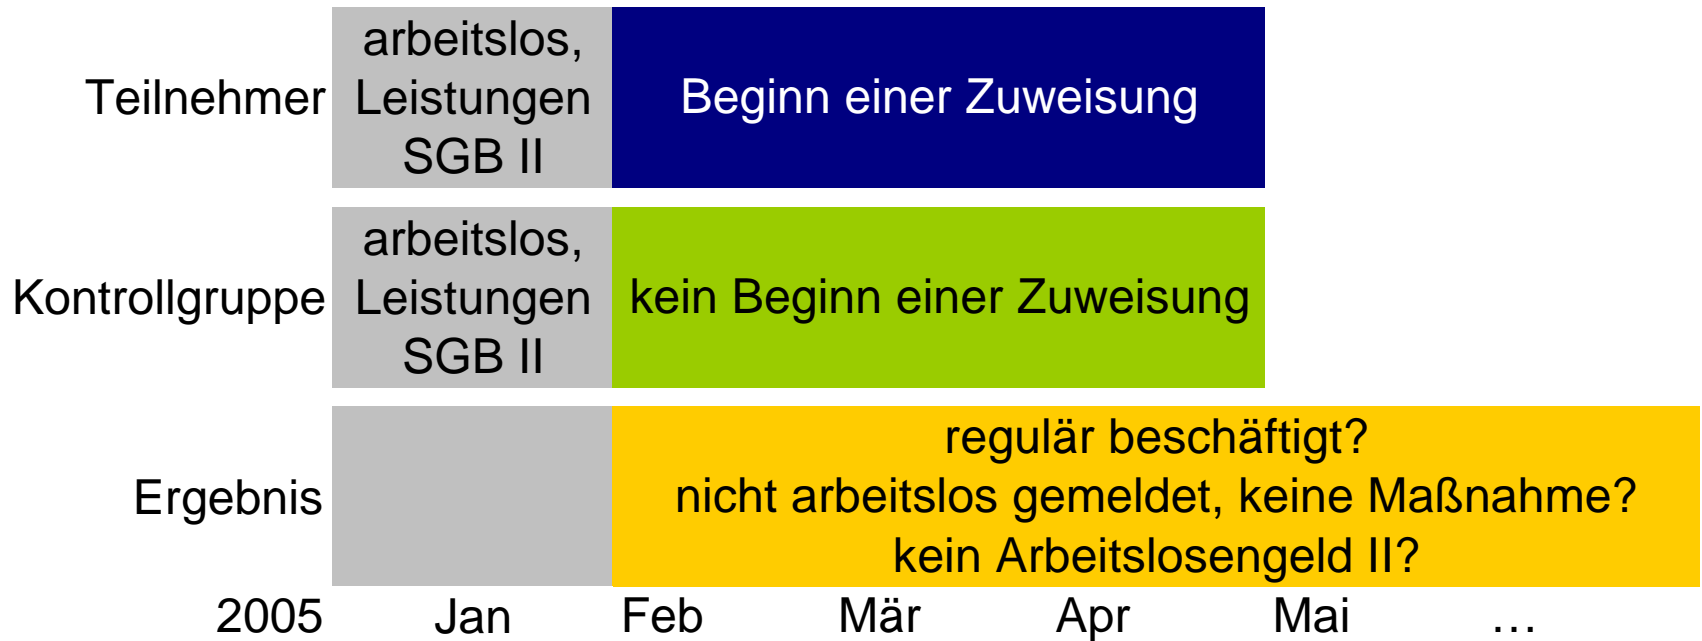 Teilnehmer
arbeitslos,
Leistungen
SGB II
Beginn einer Zuweisung
Kontrollgruppe
arbeitslos,
Leistungen
SGB II
kein Beginn einer Zuweisung
Ergebnis
regulär beschäftigt?
nicht arbeitslos gemeldet, keine Maßnahme?
kein Arbeitslosengeld II?
2005 Jan Feb Mär Apr Mai ...